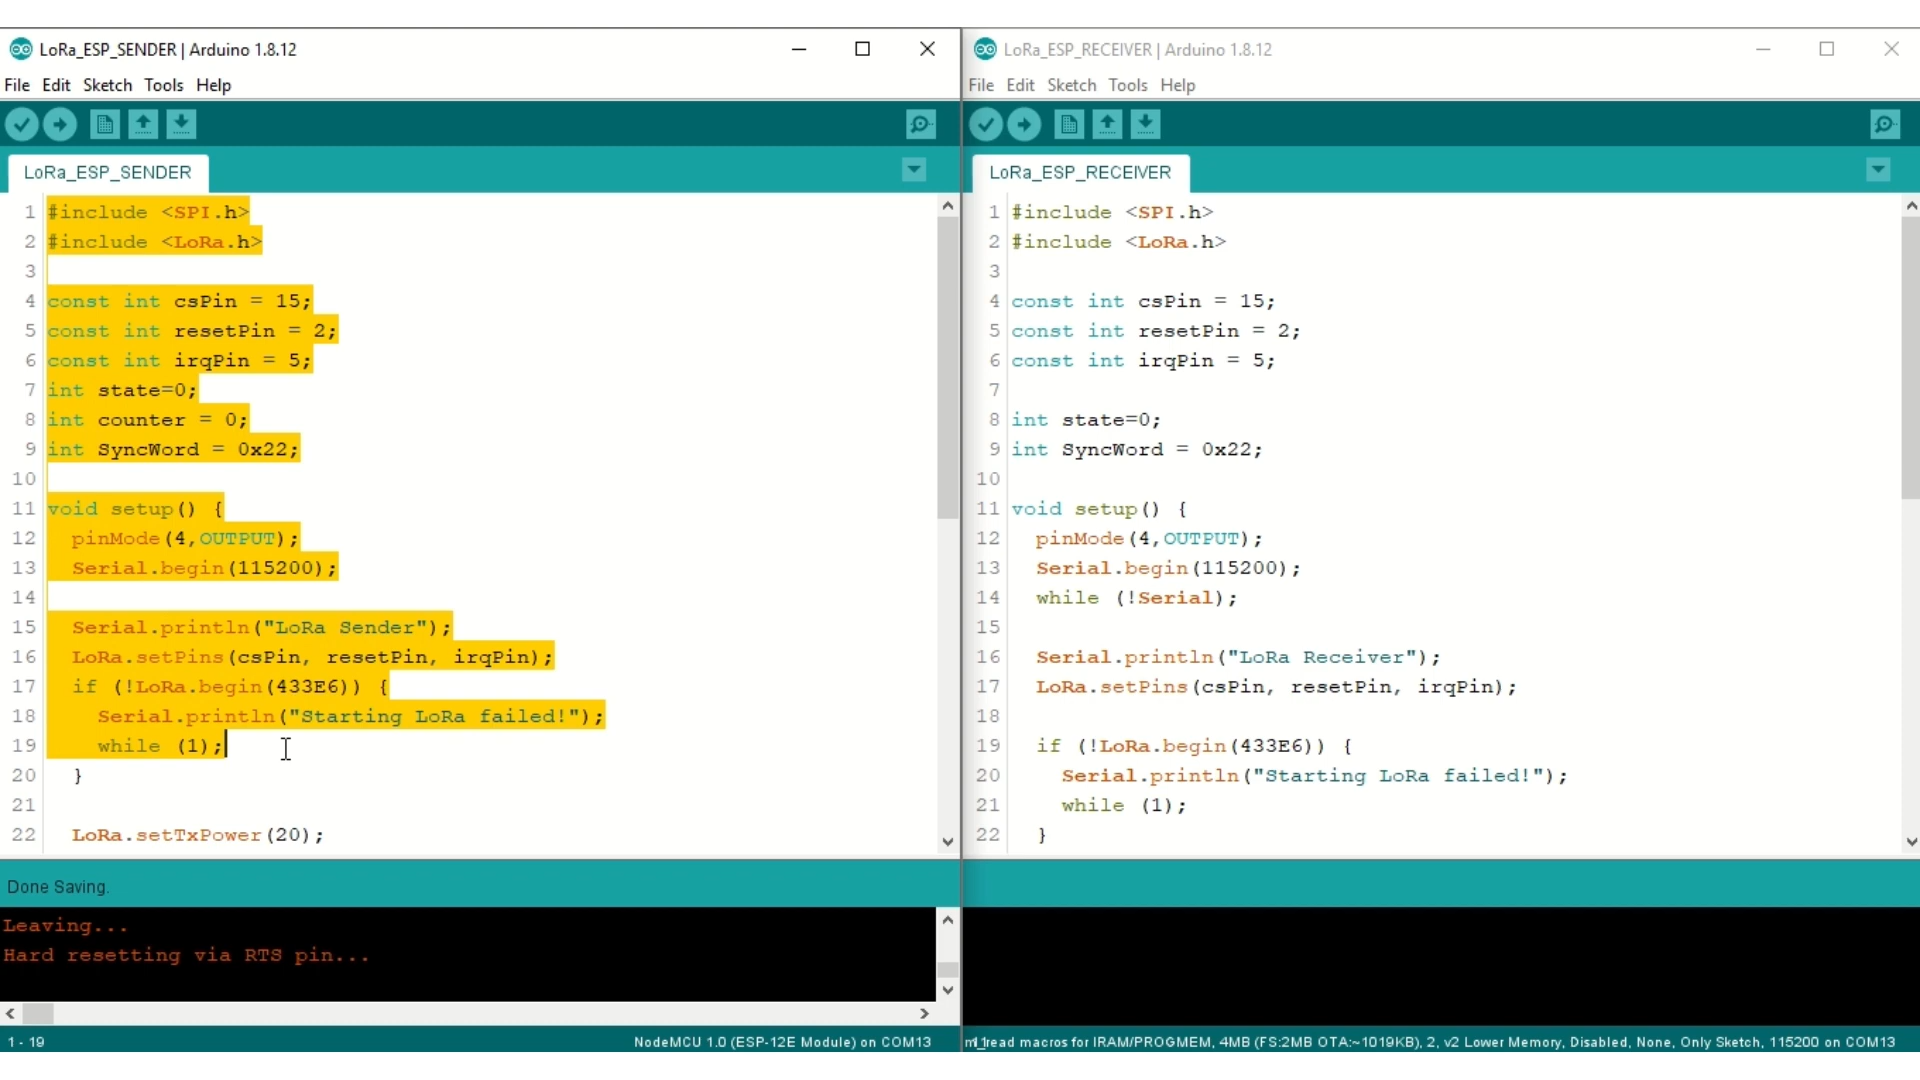 LoRa_ESP_SENDER | Arduino 1.8.12
File Edit Sketch Tools Help
LoRa_ESP_SENDER
1 #include <SPI.h>
2 #include <LoRa.h>
3
4 const int csPin = 15;
5 const int resetPin = 2;
6 const int irqPin = 5;
7 int state=0;
8 int counter = 0;
9 int SyncWord = 0x22;
10
11 void setup() {
12 pinMode(4,OUTPUT);
13 Serial.begin(115200);
14
15 Serial.println("LoRa Sender");
16 LoRa.setPins(csPin, resetPin, irqPin);
17 if (!LoRa.begin(433E6)) {
18 Serial.println("Starting LoRa failed!");
19 while (1);
20 }
21
22 LoRa.setTxPower(20);
Done Saving.
Leaving...
Hard resetting via RTS pin...
1 - 19
NodeMCU 1.0 (ESP-12E Module) on COM13
LoRa_ESP_RECEIVER | Arduino 1.8.12
File Edit Sketch Tools Help
LoRa_ESP_RECEIVER
1 #include <SPI.h>
2 #include <LoRa.h>
3
4 const int csPin = 15;
5 const int resetPin = 2;
6 const int irqPin = 5;
7
8 int state=0;
9 int SyncWord = 0x22;
10
11 void setup() {
12 pinMode(4,OUTPUT);
13 Serial.begin(115200);
14 while (!Serial);
15
16 Serial.println("LoRa Receiver");
17 LoRa.setPins(csPin, resetPin, irqPin);
18
19 if (!LoRa.begin(433E6)) {
20 Serial.println("Starting LoRa failed!");
21 while (1);
22 }
macros for IRAM/PROGMEM, 4MB (FS:2MB OTA:~1019KB), 2, v2 Lower Memory, Disabled, None, Only Sketch, 115200 on COM13